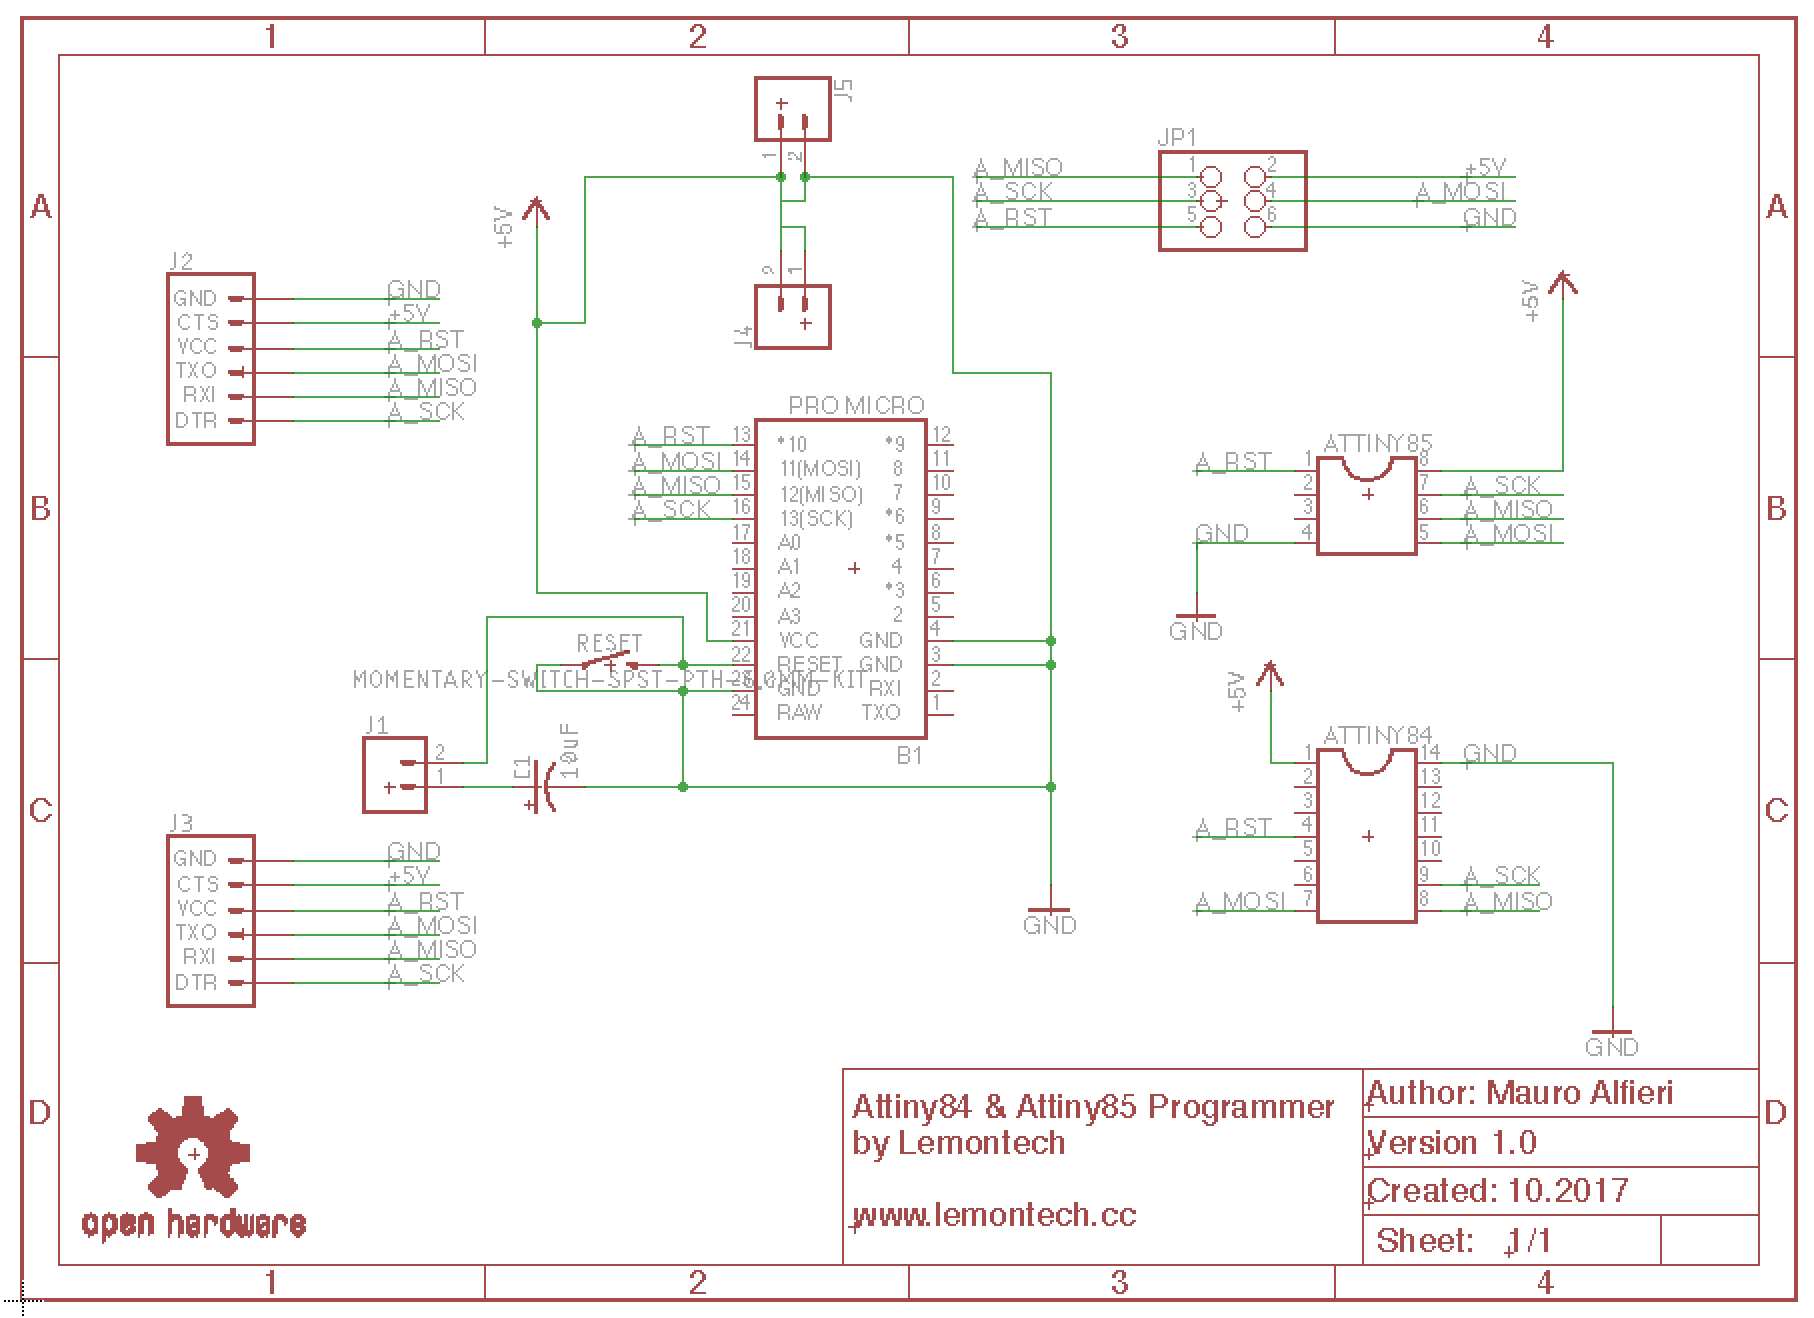 1 2 3 4
A A
B B
C C
D D
J5
+
1 2
+5V
2 1
+
J4
JP1
A_MISO 1 2 +5V
A_SCK 3 4 A_MOSI
A_RST 5 6 GND
J2
GND GND
CTS +5V
VCC A_RST
TXO A_MOSI
RXI A_MISO
DTR A_SCK
PRO MICRO
A_RST 13 *10 *9 12
A_MOSI 14 11(MOSI) 8 11
A_MISO 15 12(MISO) 7 10
A_SCK 16 13(SCK) *6 9
17 A0 *5 8
18 A1 4 7
19 A2 *3 6
20 A3 2 5
21 VCC GND 4
22 RESET GND 3
23 GND RXI 2
24 RAW TXO 1
B1
RESET
MOMENTARY-SWITCH-SPST-PTH-6.0MM-KIT
J1
2
+ 1
C1
+
10uF
GND
J3
GND GND
CTS +5V
VCC A_RST
TXO A_MOSI
RXI A_MISO
DTR A_SCK
+5V
ATTINY85
A_RST 1 8
2 7 A_SCK
3 6 A_MISO
GND 4 5 A_MOSI
GND
+5V
ATTINY84
1 14 GND
2 13
3 12
A_RST 4 11
5 10
6 9 A_SCK
A_MOSI 7 8 A_MISO
GND
open hardware
Attiny84 & Attiny85 Programmer
by Lemontech
www.lemontech.cc
Author: Mauro Alfieri
Version 1.0
Created: 10.2017
Sheet: 1/1
1 2 3 4